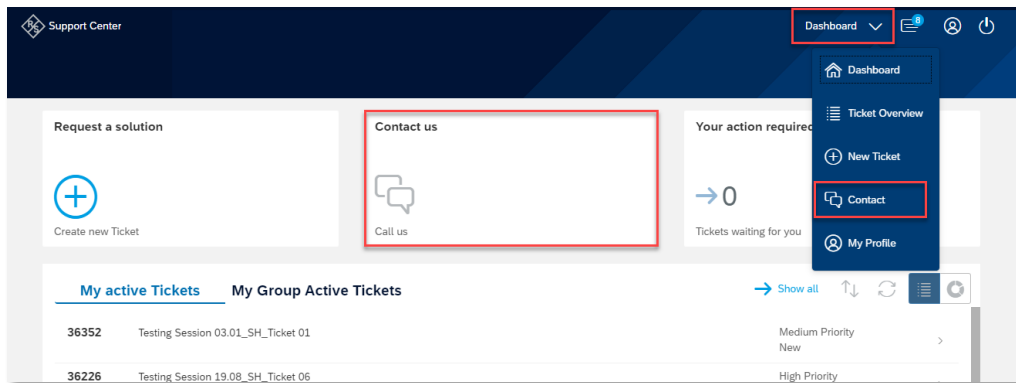 R&S Support Center
Dashboard
8
Dashboard
Ticket Overview
New Ticket
Contact
My Profile
Request a solution
Create new Ticket
Contact us
Call us
Your action required
0
Tickets waiting for you
My active Tickets
My Group Active Tickets
Show all
36352
Testing Session 03.01_SH_Ticket 01
Medium Priority
New
36226
Testing Session 19.08_SH_Ticket 06
High Priority